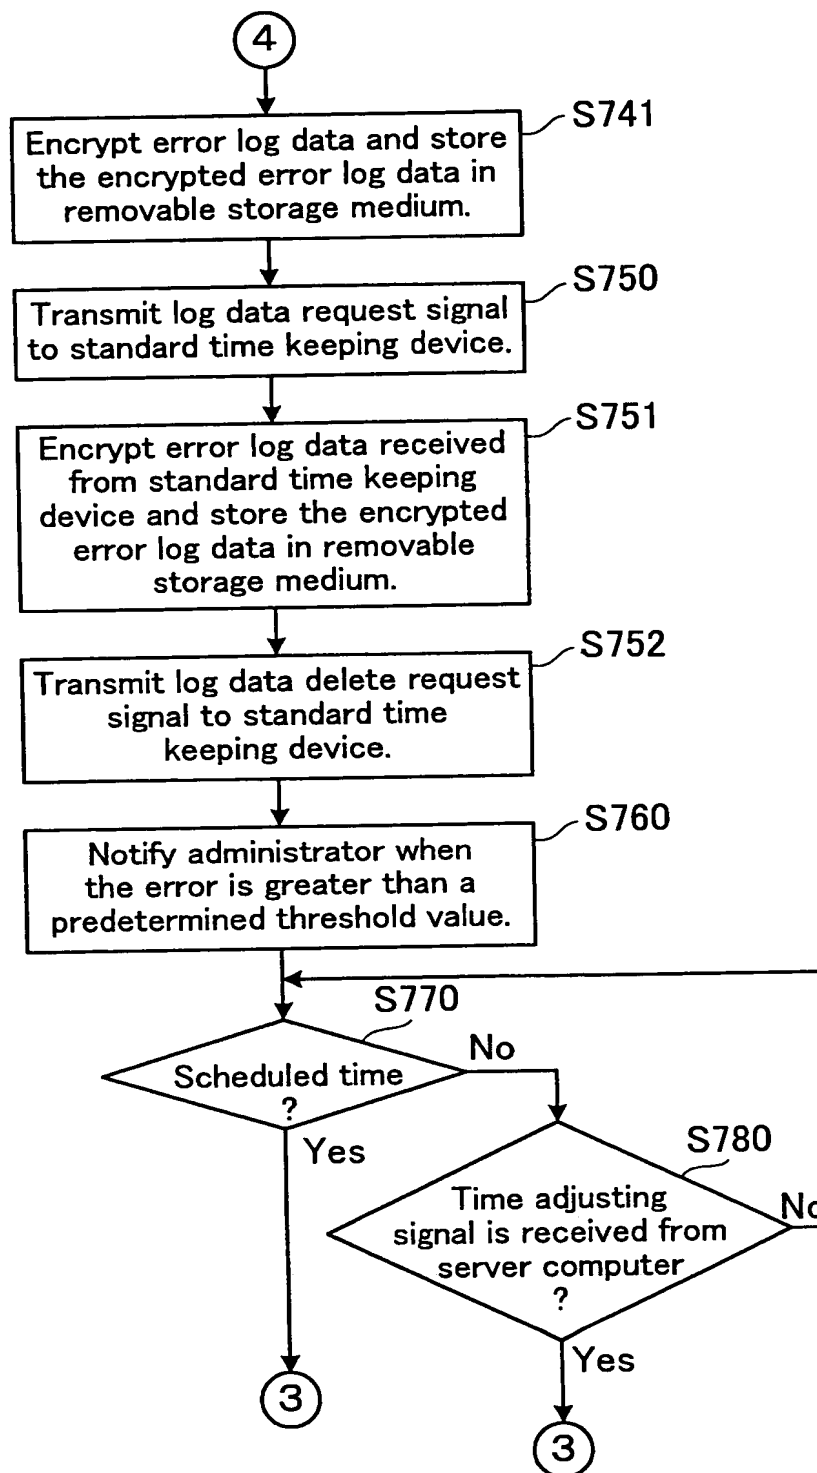 4
S741
Encrypt error log data and store
the encrypted error log data in
removable storage medium.
S750
Transmit log data request signal
to standard time keeping device.
S751
Encrypt error log data received
from standard time keeping
device and store the encrypted
error log data in removable
storage medium.
S752
Transmit log data delete request
signal to standard time
keeping device.
S760
Notify administrator when
the error is greater than a
predetermined threshold value.
S770
Scheduled time
?
No
Yes
S780
Time adjusting
signal is received from
server computer
?
No
Yes
3
3